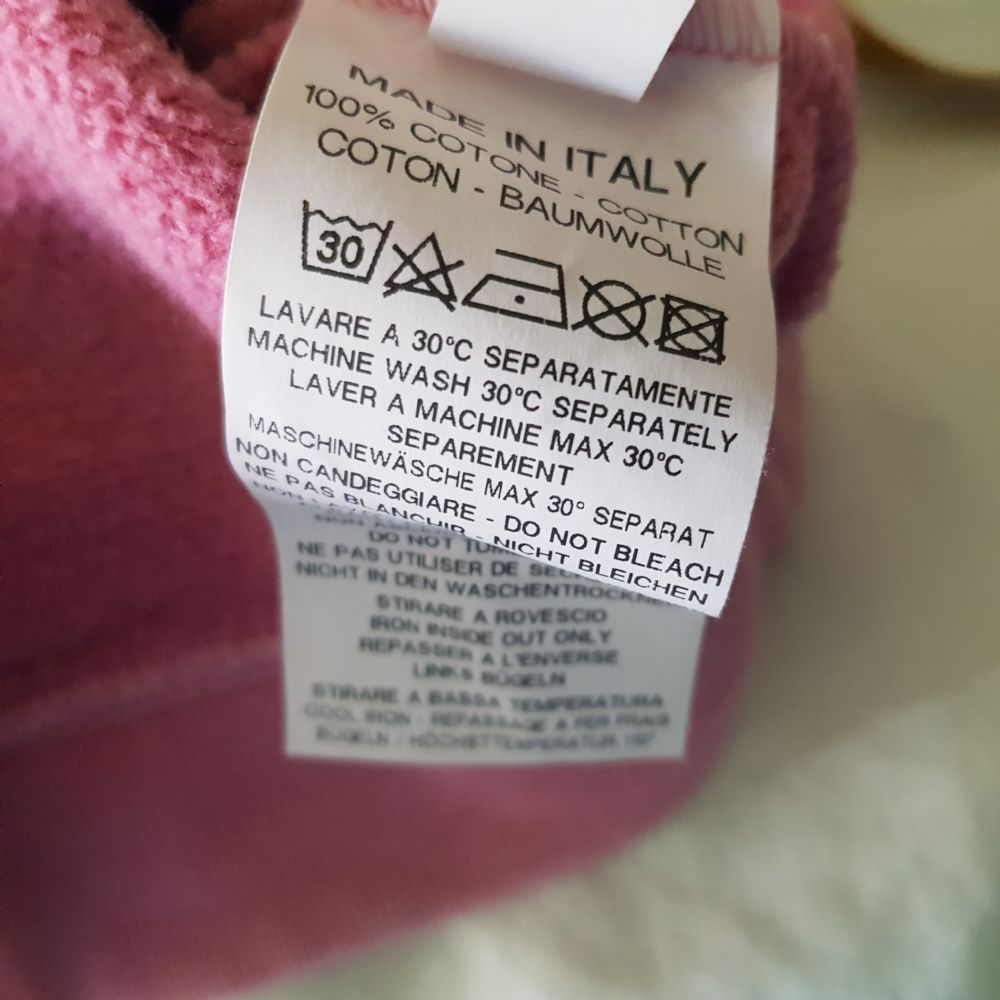 MADE IN ITALY
100% COTONE - COTTON
COTON - BAUMWOLLE
30
LAVARE A 30°C SEPARATAMENTE
MACHINE WASH 30°C SEPARATELY
LAVER A MACHINE MAX 30°C
SEPAREMENT
MASCHINEWÄSCHE MAX 30° SEPARAT
NON CANDEGGIARE - DO NOT BLEACH
NE PAS BLANCHIR - NICHT BLEICHEN
DO NOT
NE PAS UTILISER DE
NICHT IN DEN
STIRARE A ROVESCIO
IRON INSIDE OUT ONLY
REPASSER A L'ENVERSE
LINKS BÜGELN
STIRARE A BASSA TEMPERATURA
COOL IRON
BÜGELN